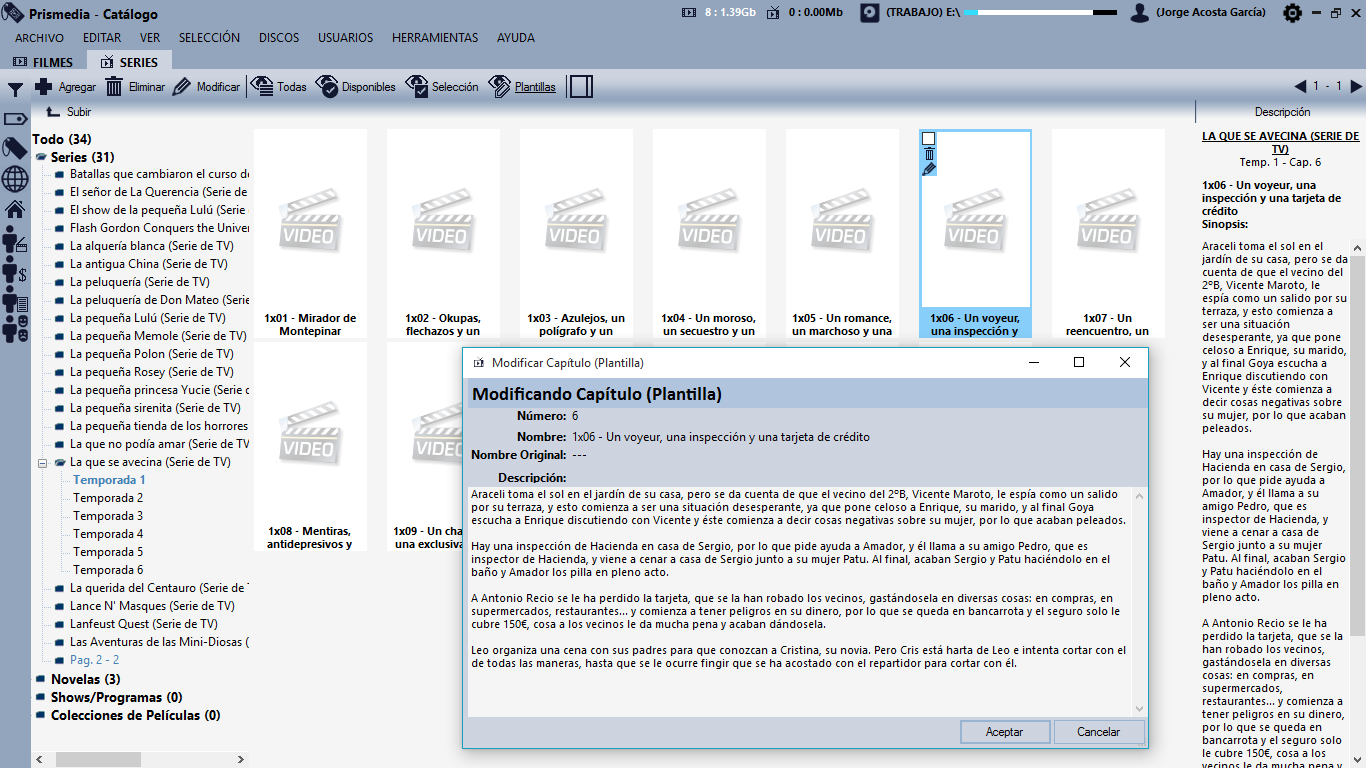 Prismedia - Catálogo
8 : 1.39Gb
0 : 0.00Mb
(TRABAJO) E:\
(Jorge Acosta García)
ARCHIVO EDITAR VER SELECCIÓN DISCOS USUARIOS HERRAMIENTAS AYUDA
FILMES SERIES
Agregar Eliminar Modificar Todas Disponibles Selección Plantillas
1 - 1
Subir
Todo (34)
Series (31)
Batallas que cambiaron el curso de
El señor de La Querencia (Serie de
El show de la pequeña Lulú (Serie
Flash Gordon Conquers the Univer
La alquería blanca (Serie de TV)
La antigua China (Serie de TV)
La peluquería (Serie de TV)
La peluquería de Don Mateo (Serie
La pequeña Lulú (Serie de TV)
La pequeña Memole (Serie de TV)
La pequeña Polon (Serie de TV)
La pequeña Rosey (Serie de TV)
La pequeña princesa Yucie (Serie d
La pequeña sirenita (Serie de TV)
La pequeña tienda de los horrores
La que no podía amar (Serie de TV
La que se avecina (Serie de TV)
Temporada 1
Temporada 2
Temporada 3
Temporada 4
Temporada 5
Temporada 6
La querida del Centauro (Serie de
Lance N' Masques (Serie de TV)
Lanfeust Quest (Serie de TV)
Las Aventuras de las Mini-Diosas (
Pag. 2 - 2
Novelas (3)
Shows/Programas (0)
Colecciones de Películas (0)
VIDEO
1x01 - Mirador de
Montepinar
VIDEO
1x02 - Okupas,
flechazos y un
VIDEO
1x03 - Azulejos, un
polígrafo y un
VIDEO
1x04 - Un moroso,
un secuestro y un
VIDEO
1x05 - Un romance,
un marchoso y una
VIDEO
1x06 - Un voyeur,
una inspección y
VIDEO
1x07 - Un
reencuentro, un
VIDEO
1x08 - Mentiras,
antidepresivos y
1x09 - Un cha
una exclusiva
Modificar Capítulo (Plantilla)
Modificando Capítulo (Plantilla)
Número: 6
Nombre: 1x06 - Un voyeur, una inspección y una tarjeta de crédito
Nombre Original: ---
Descripción:
Araceli toma el sol en el jardín de su casa, pero se da cuenta de que el vecino del 2ºB, Vicente Maroto, le espía como un salido
por su terraza, y esto comienza a ser una situación desesperante, ya que pone celoso a Enrique, su marido, y al final Goya
escucha a Enrique discutiendo con Vicente y éste comienza a decir cosas negativas sobre su mujer, por lo que acaban peleados.
Hay una inspección de Hacienda en casa de Sergio, por lo que pide ayuda a Amador, y él llama a su amigo Pedro, que es
inspector de Hacienda, y viene a cenar a casa de Sergio junto a su mujer Patu. Al final, acaban Sergio y Patu haciéndolo en el
baño y Amador los pilla en pleno acto.
A Antonio Recio se le ha perdido la tarjeta, que se la han robado los vecinos, gastándosela en diversas cosas: en compras, en
supermercados, restaurantes... y comienza a tener peligros en su dinero, por lo que se queda en bancarrota y el seguro solo le
cubre 150€, cosa a los vecinos le da mucha pena y acaban dándosela.
Leo organiza una cena con sus padres para que conozcan a Cristina, su novia. Pero Cris está harta de Leo e intenta cortar con el
de todas las maneras, hasta que se le ocurre fingir que se ha acostado con el repartidor para cortar con él.
Aceptar Cancelar
Descripción
LA QUE SE AVECINA (SERIE DE
TV)
Temp. 1 - Cap. 6
1x06 - Un voyeur, una
inspección y una tarjeta de
crédito
Sinopsis:
Araceli toma el sol en el
jardín de su casa, pero se da
cuenta de que el vecino del
2ºB, Vicente Maroto, le
espía como un salido por su
terraza, y esto comienza a
ser una situación
desesperante, ya que pone
celoso a Enrique, su marido,
y al final Goya escucha a
Enrique discutiendo con
Vicente y éste comienza a
decir cosas negativas sobre
su mujer, por lo que acaban
peleados.
Hay una inspección de
Hacienda en casa de Sergio,
por lo que pide ayuda a
Amador, y él llama a su
amigo Pedro, que es
inspector de Hacienda, y
viene a cenar a casa de
Sergio junto a su mujer
Patu. Al final, acaban Sergio
y Patu haciéndolo en el
baño y Amador los pilla en
pleno acto.
A Antonio Recio se le ha
perdido la tarjeta, que se la
han robado los vecinos,
gastándosela en diversas
cosas: en compras, en
supermercados,
restaurantes... y comienza a
tener peligros en su dinero,
por lo que se queda en
bancarrota y el seguro solo
le cubre 150€, cosa a los
vecinos le da mucha pena y